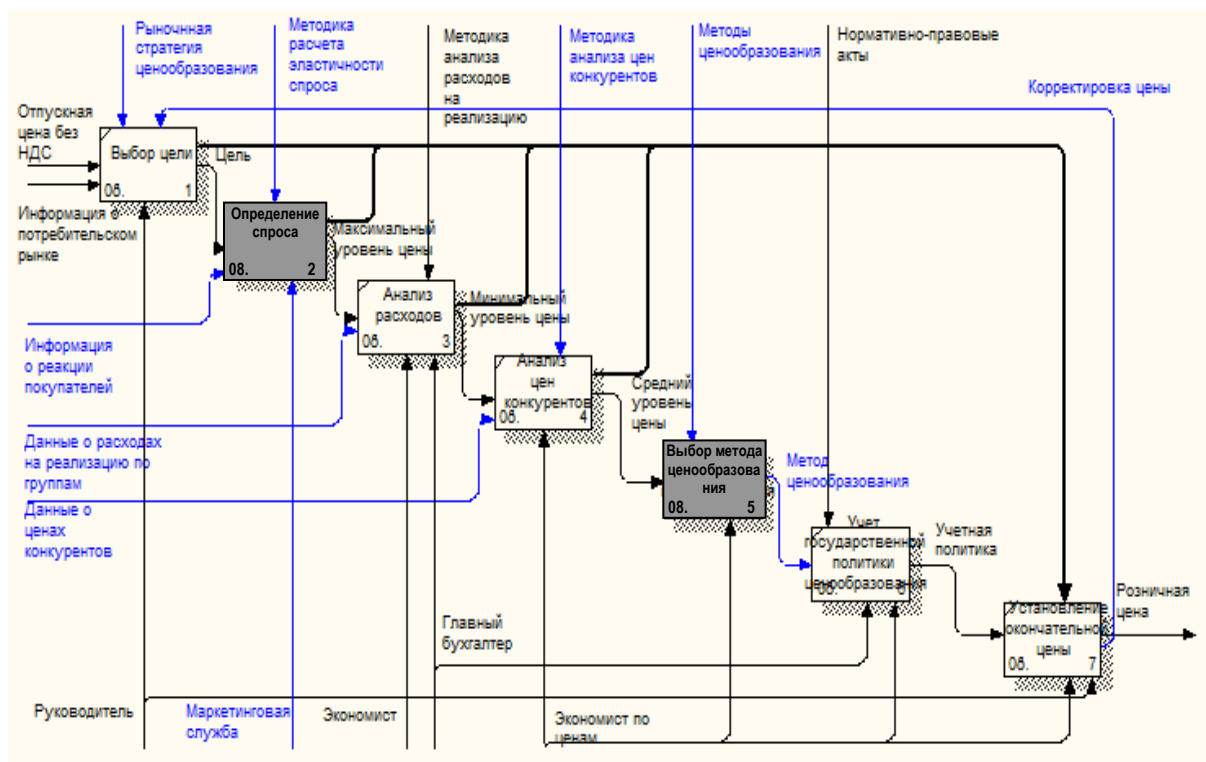 Рыночнная
стратегия
ценообразования
Методика
расчета
эластичности
спроса
Методика
анализа
расходов
на
реализацию
Методика
анализа цен
конкурентов
Методы
ценообразования
Нормативно-правовые
акты
Корректировка цены
Отпускная
цена без
НДС
Выбор цели
0б. 1
Цель
Информация о
потребительском
рынке
Определение
спроса
08. 2
Максимальный
уровень цены
Анализ
расходов
0б. 3
Минимальный
уровень цены
Информация
о реакции
покупателей
Анализ
цен
конкурентов
0б. 4
Средний
уровень
цены
Данные о расходах
на реализацию по
группам
Выбор метода
ценообразова
ния
08. 5
Метод
ценообразования
Данные о
ценах
конкурентов
Учет
государственной
политики
ценообразования
0б. 6
Учетная
политика
Установление
окончательной
цены
0б. 7
Розничная
цена
Главный
бухгалтер
Руководитель
Маркетинговая
служба
Экономист
Экономист по
ценам